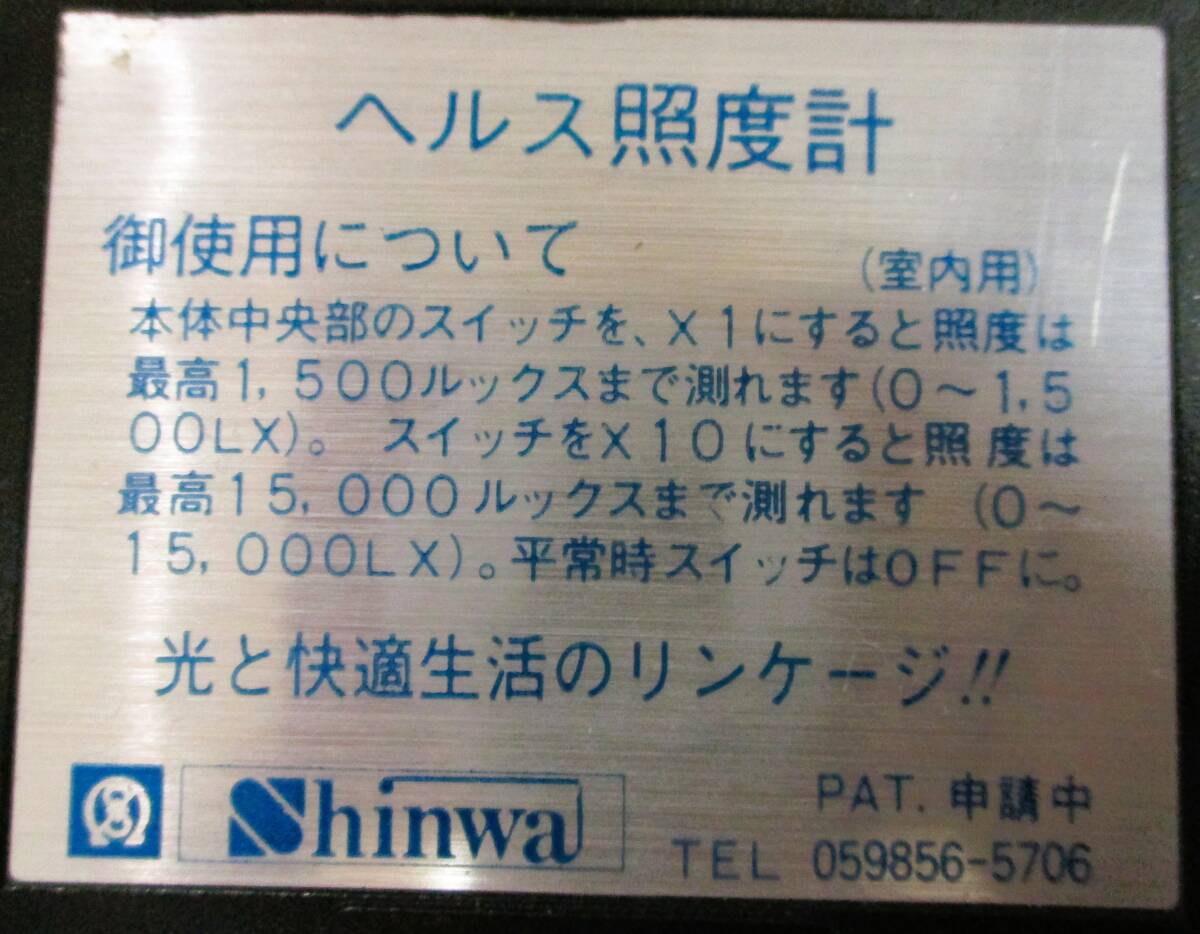 ヘルス照度計
御使用について
(室内用)
本体中央部のスイッチを、X1にすると照度は
最高1,500ルックスまで測れます(0～1,5
00LX)。 スイッチをX10にすると照度は
最高15,000ルックスまで測れます (0～
15,000LX)。平常時スイッチはOFFに。
光と快適生活のリンケージ!!
Shinwa
PAT. 申請中
TEL 059856-5706